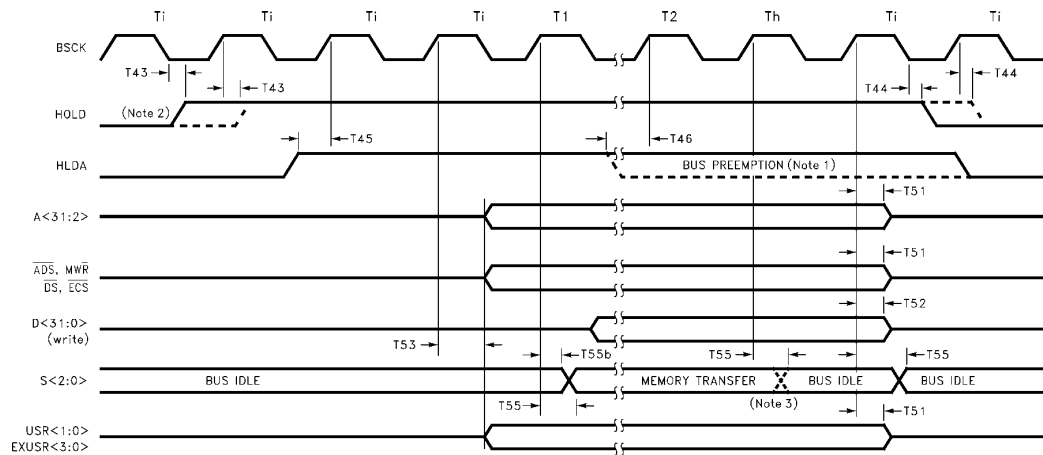 Ti Ti Ti Ti T1 T2 Th Ti Ti
BSCK
T43 T43 T44 T44
HOLD (Note 2)
T45 T46
HLDA BUS PREEMPTION (Note 1)
T51
A<31:2>
T51
ADS, MWR
DS, ECS
T52
D<31:0>
(write)
T53 T55b T55 T55
S<2:0> BUS IDLE MEMORY TRANSFER BUS IDLE BUS IDLE
(Note 3)
T55 T51
USR<1:0>
EXUSR<3:0>